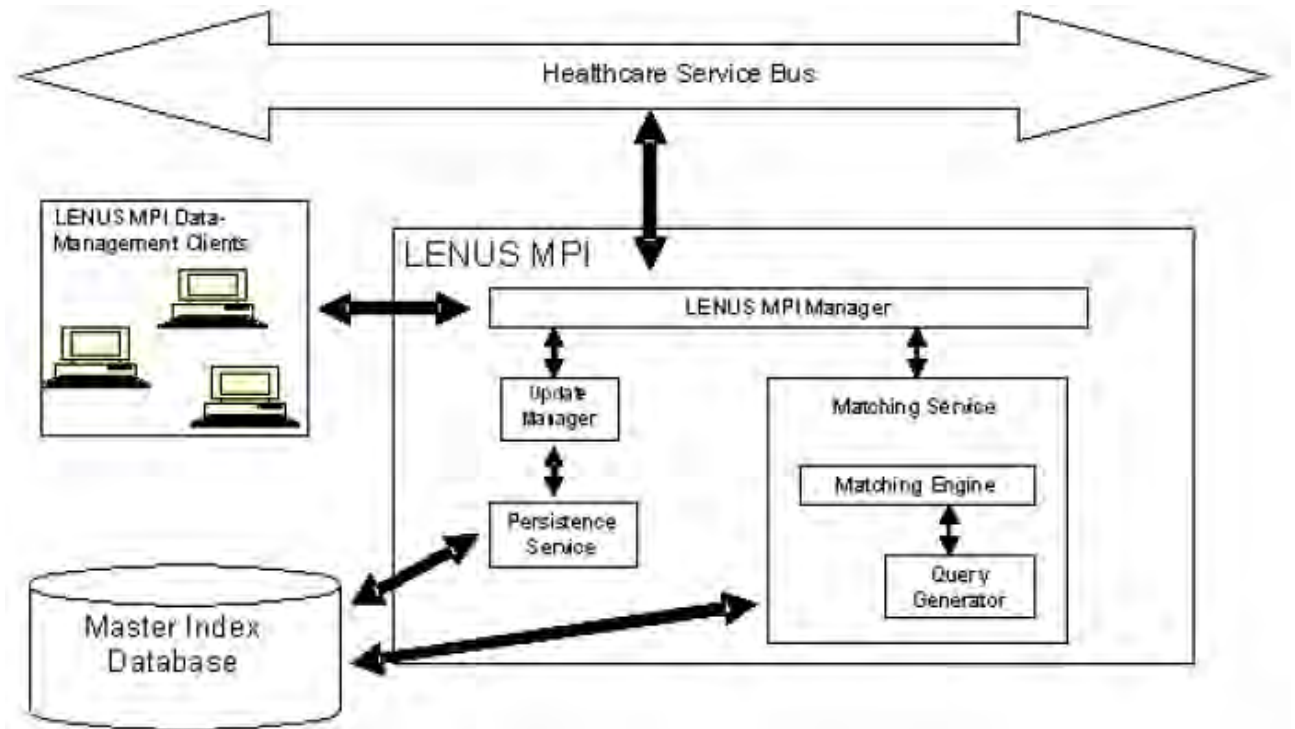 Healthcare Service Bus
LENUS MPI Data-
Management Clients
LENUS MPI
LENUS MPI Manager
Update
Manager
Matching Service
Matching Engine
Persistence
Service
Query
Generator
Master Index
Database